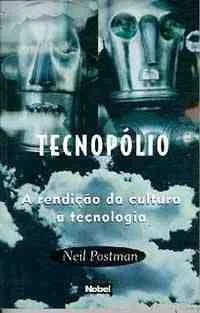 TECNOPÓLIO
A rendição da cultura
à tecnologia
Neil Postman
Nobel